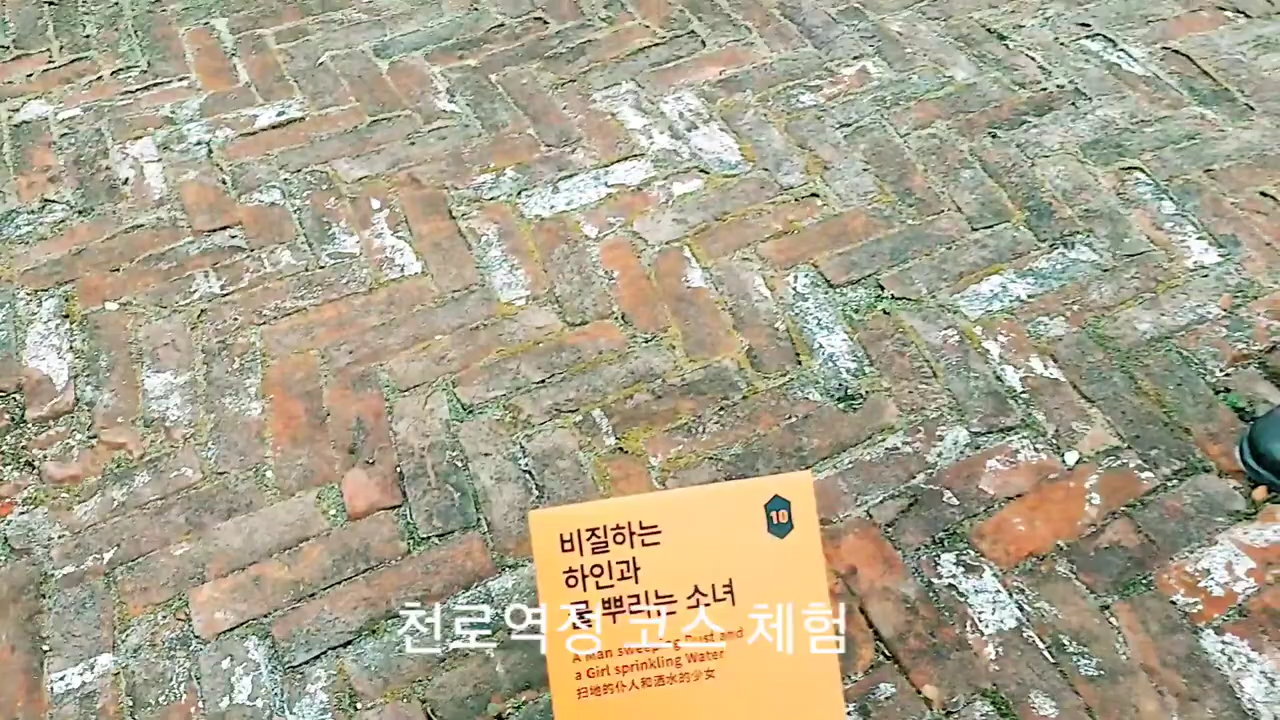 10
비질하는
하인과
물 뿌리는 소녀
천로역정 코스 체험
A Man sweeping Dust and
a Girl sprinkling Water
扫地的仆人和洒水的少女